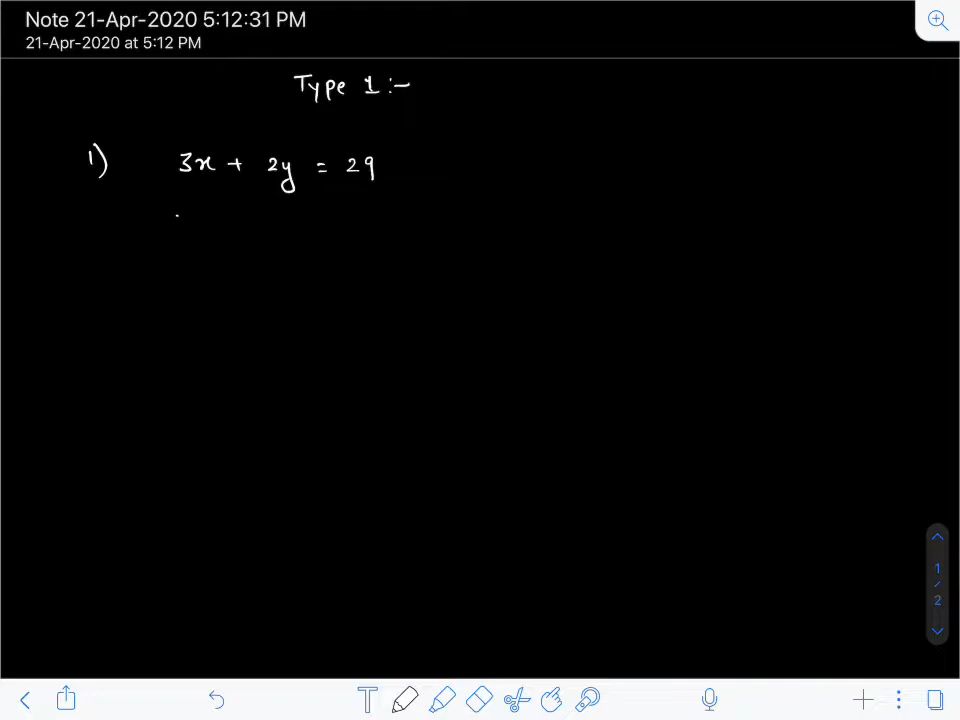 Note 21-Apr-2020 5:12:31 PM
21-Apr-2020 at 5:12 PM
Type 1 :-
1) 3x + 2y = 29
1
/
2
T